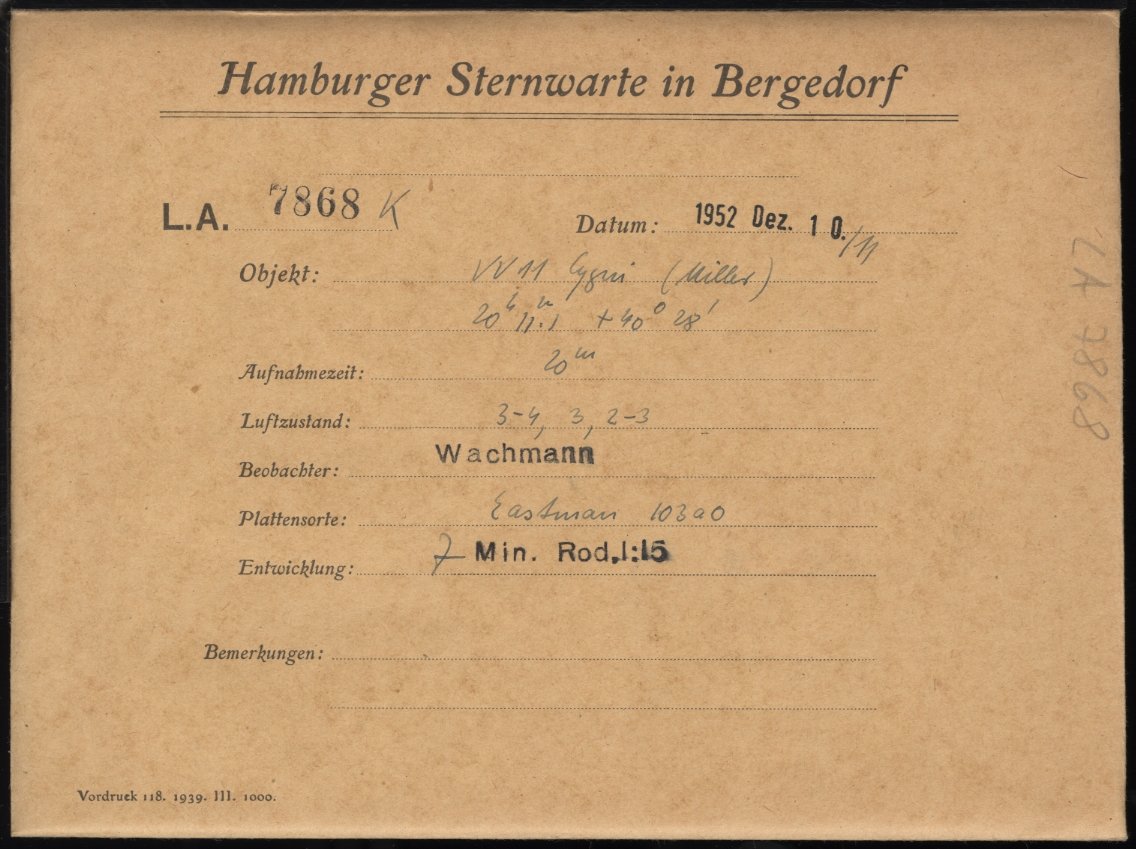 Hamburger Sternwarte in Bergedorf
L.A. 7868 K
Datum: 1952 Dez. 10./11
Objekt: VV 11 Cygni (Miller)
20ʰ 11.ᵐ1 +40° 28'
Aufnahmezeit: 20ᵐ
Luftzustand: 3-4, 3, 2-3
Beobachter: Wachmann
Plattensorte: Eastman 103a0
Entwicklung: 7 Min. Rod.1:15
Bemerkungen:
Vordruck 118. 1939. III. 1000.
LA 7868